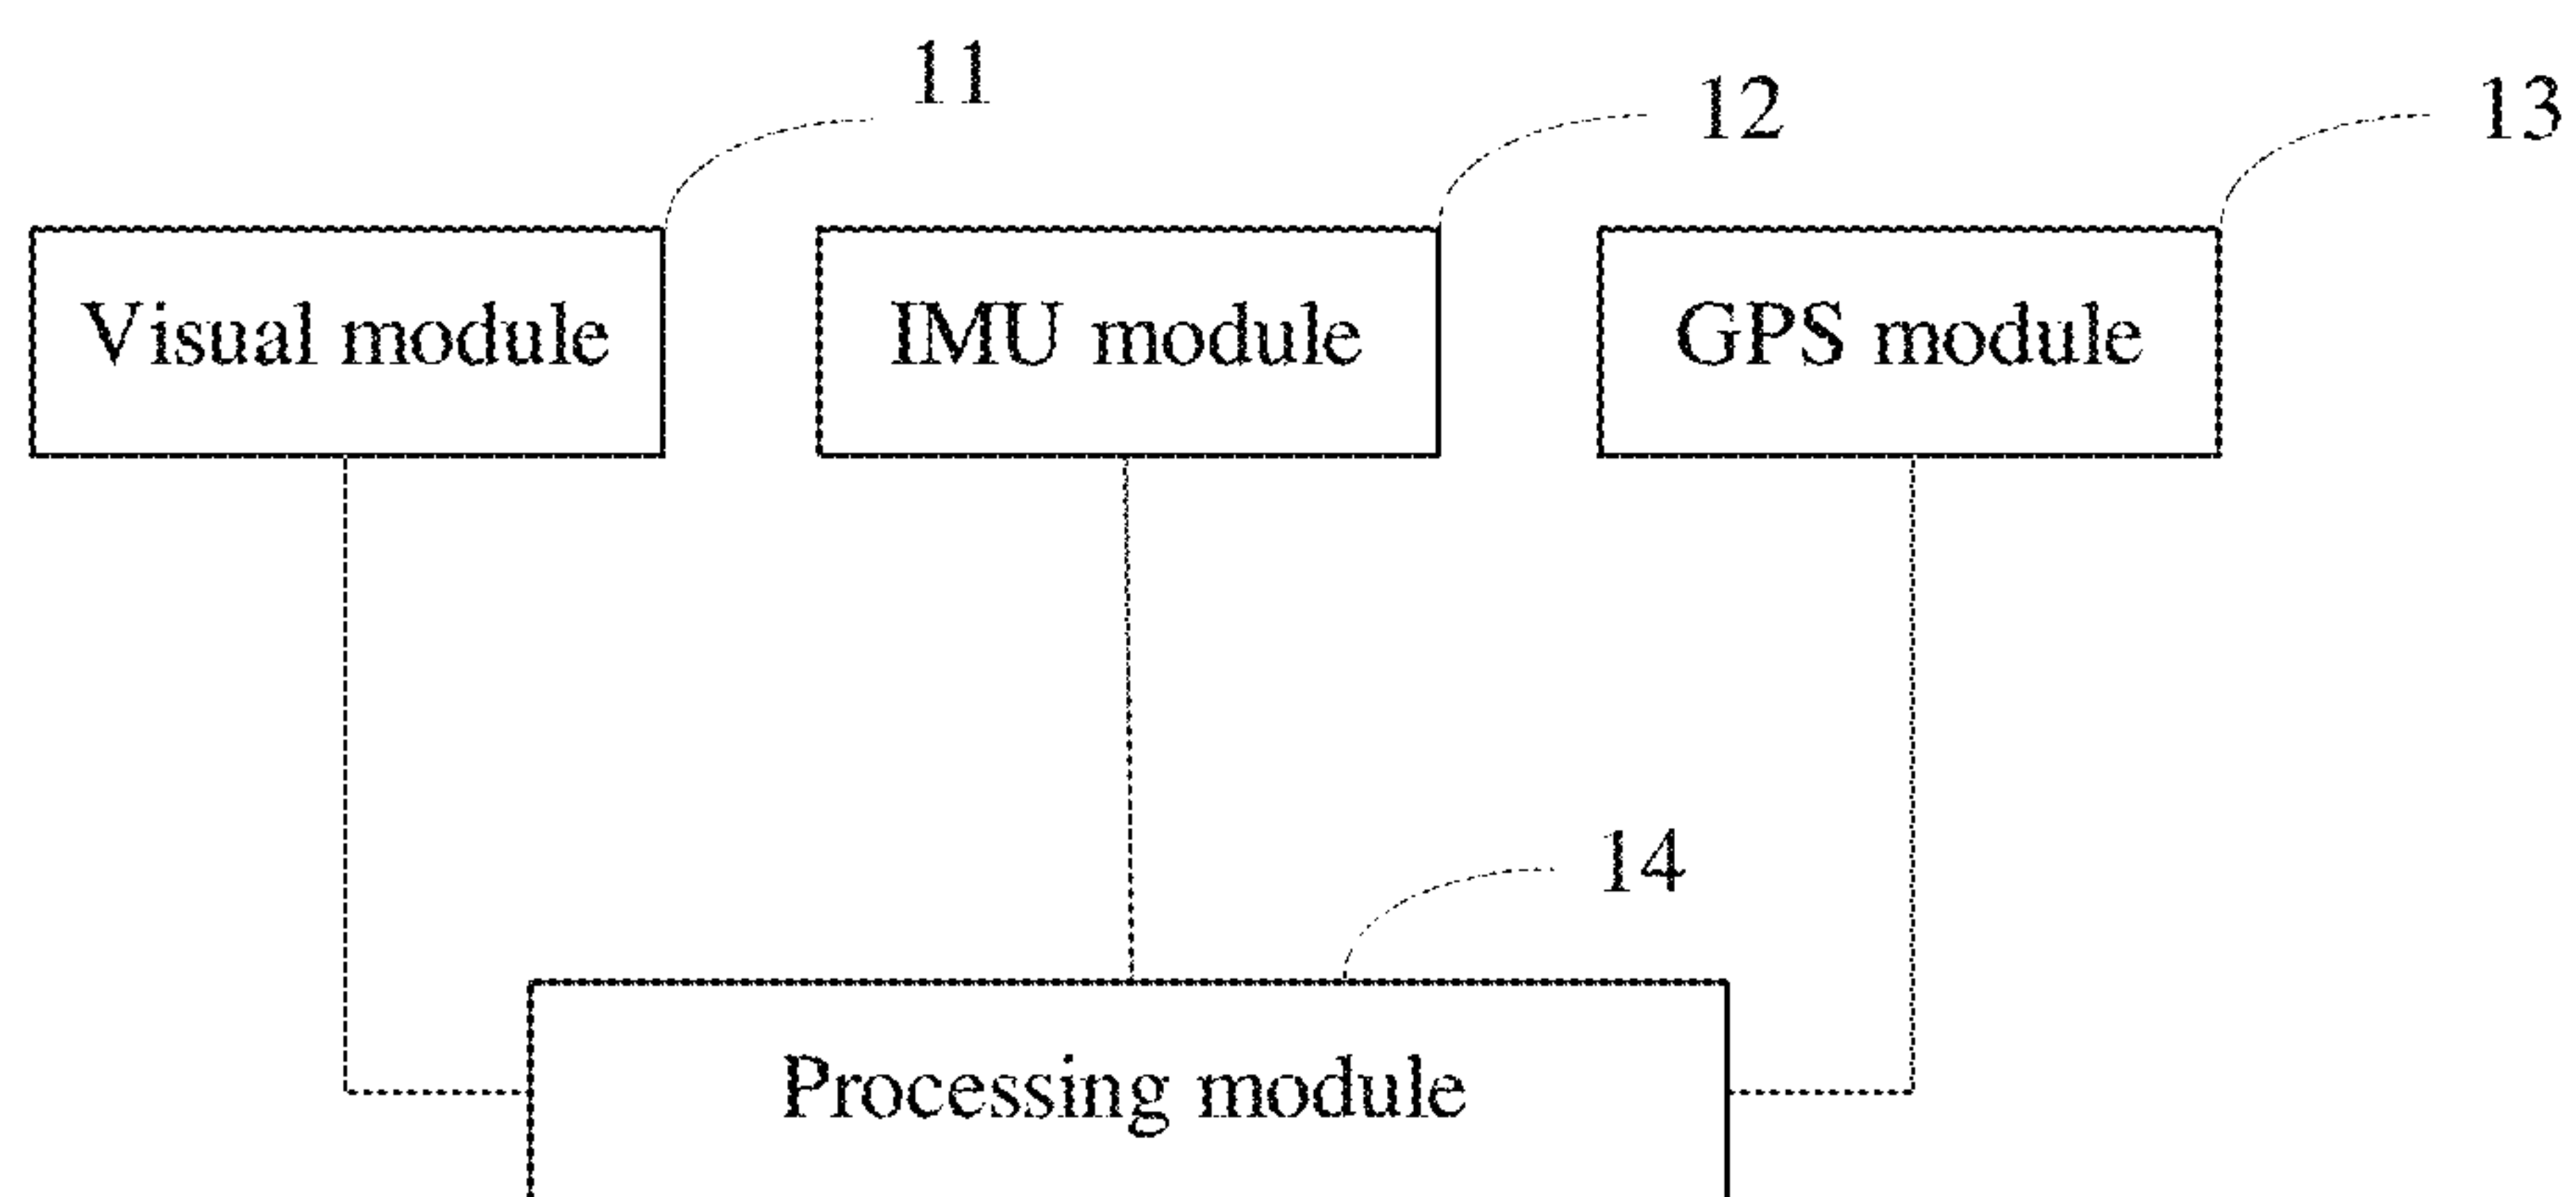 11
12
13
Visual module
IMU module
GPS module
14
Processing module